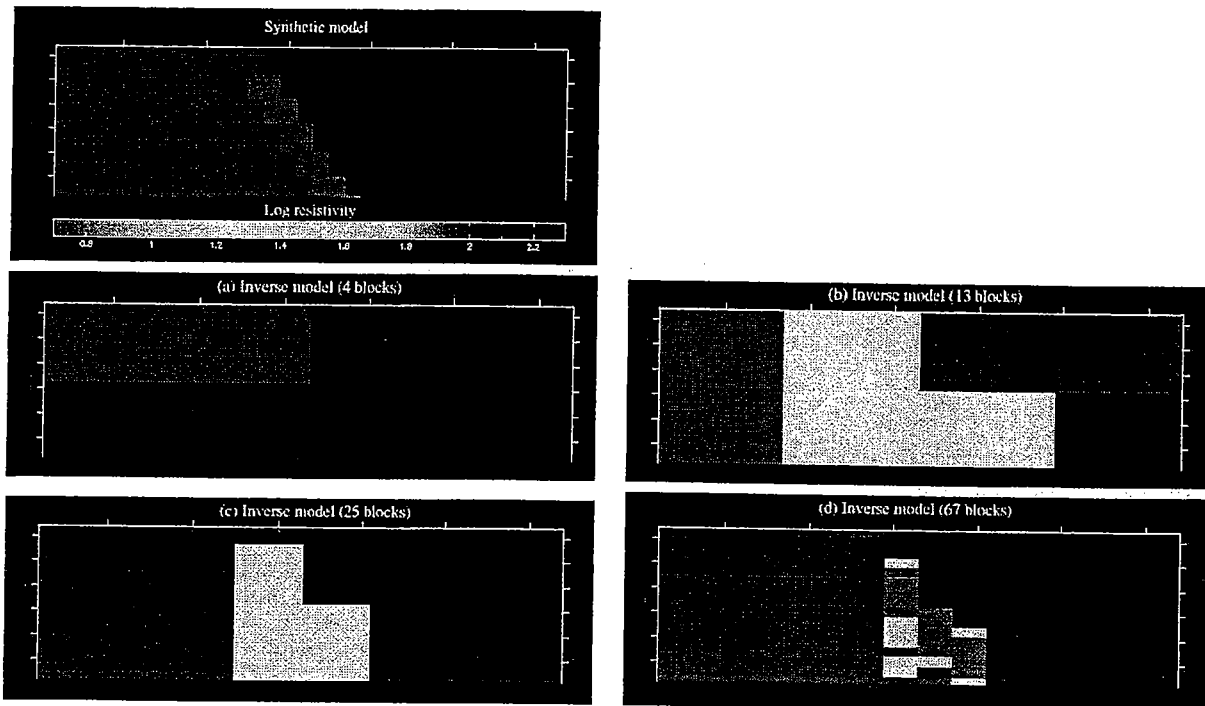 Synthetic model
Log resistivity
0.8 1 1.2 1.4 1.6 1.8 2 2.2
(a) Inverse model (4 blocks)
(b) Inverse model (13 blocks)
(c) Inverse model (25 blocks)
(d) Inverse model (67 blocks)